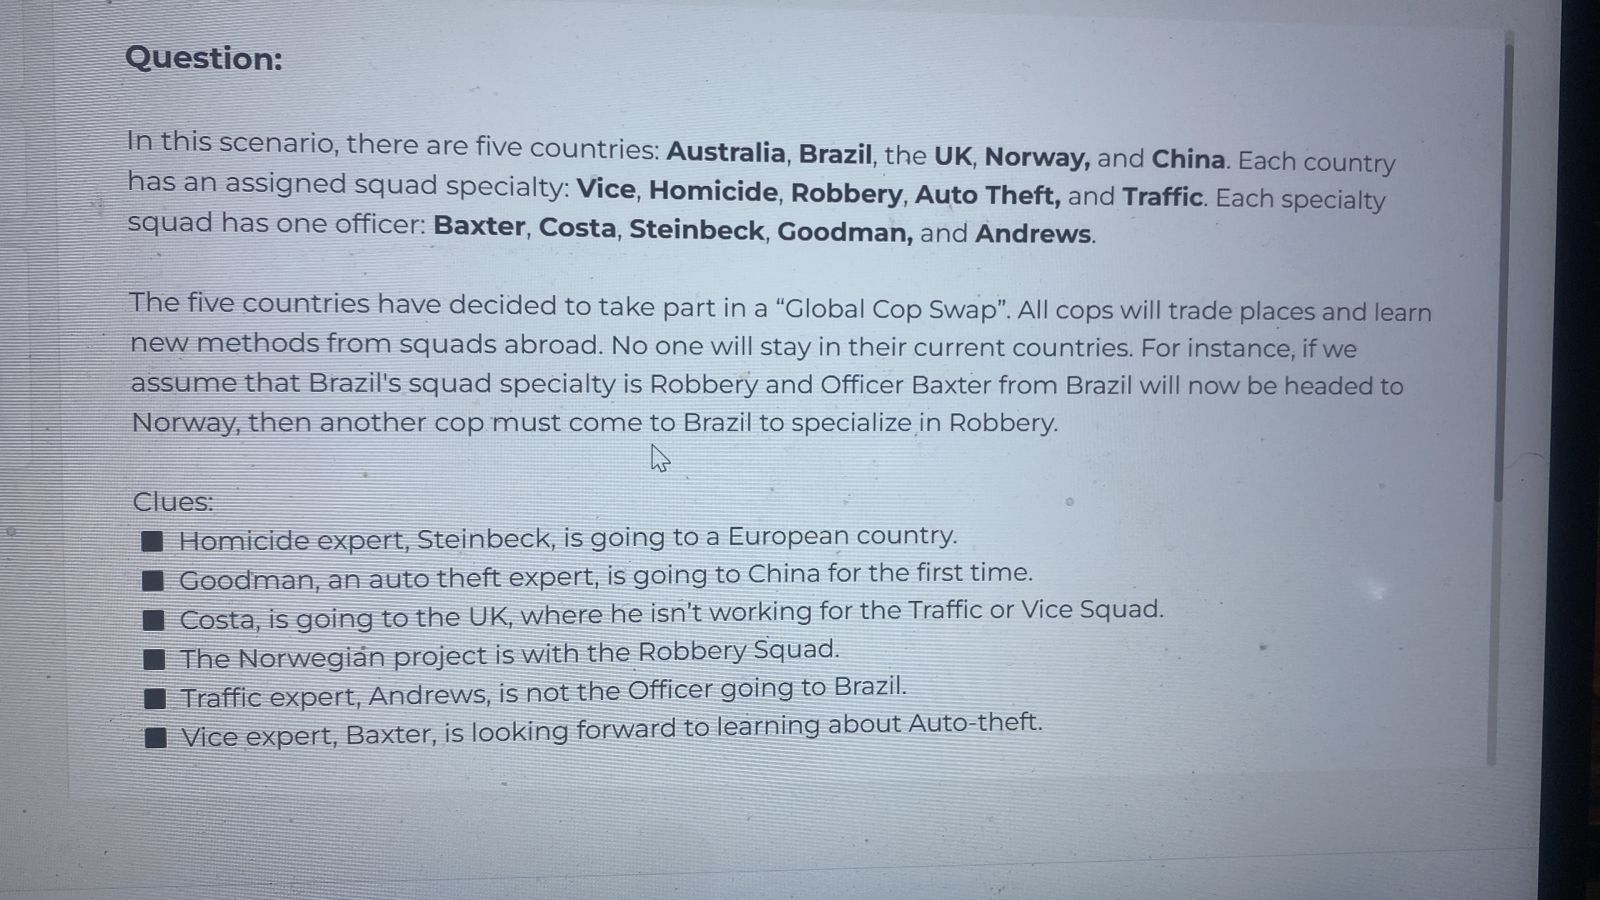 Question:
In this scenario, there are five countries: Australia, Brazil, the UK, Norway, and China. Each country
has an assigned squad specialty: Vice, Homicide, Robbery, Auto Theft, and Traffic. Each specialty
squad has one officer: Baxter, Costa, Steinbeck, Goodman, and Andrews.
The five countries have decided to take part in a “Global Cop Swap”. All cops will trade places and learn
new methods from squads abroad. No one will stay in their current countries. For instance, if we
assume that Brazil's squad specialty is Robbery and Officer Baxter from Brazil will now be headed to
Norway, then another cop must come to Brazil to specialize in Robbery.
Clues:
Homicide expert, Steinbeck, is going to a European country.
Goodman, an auto theft expert, is going to China for the first time.
Costa, is going to the UK, where he isn't working for the Traffic or Vice Squad.
The Norwegian project is with the Robbery Squad.
Traffic expert, Andrews, is not the Officer going to Brazil.
Vice expert, Baxter, is looking forward to learning about Auto-theft.